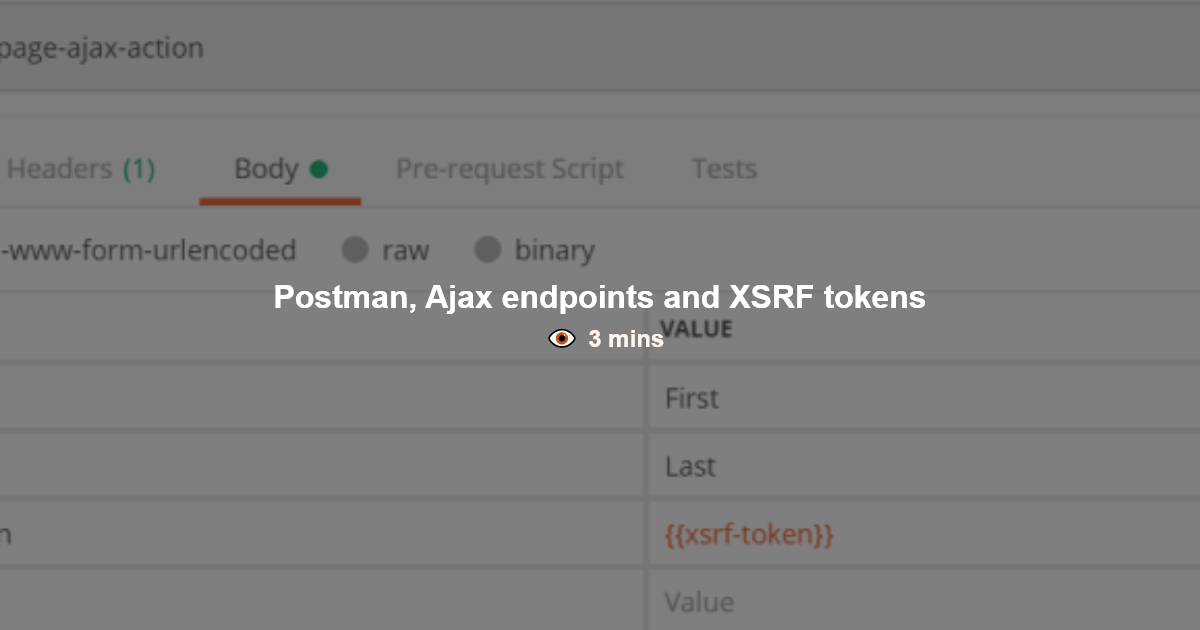 page-ajax-action
Headers (1) Body Pre-request Script Tests
-www-form-urlencoded raw binary
Postman, Ajax endpoints and XSRF tokens
VALUE
3 mins
First
Last
n {{xsrf-token}}
Value